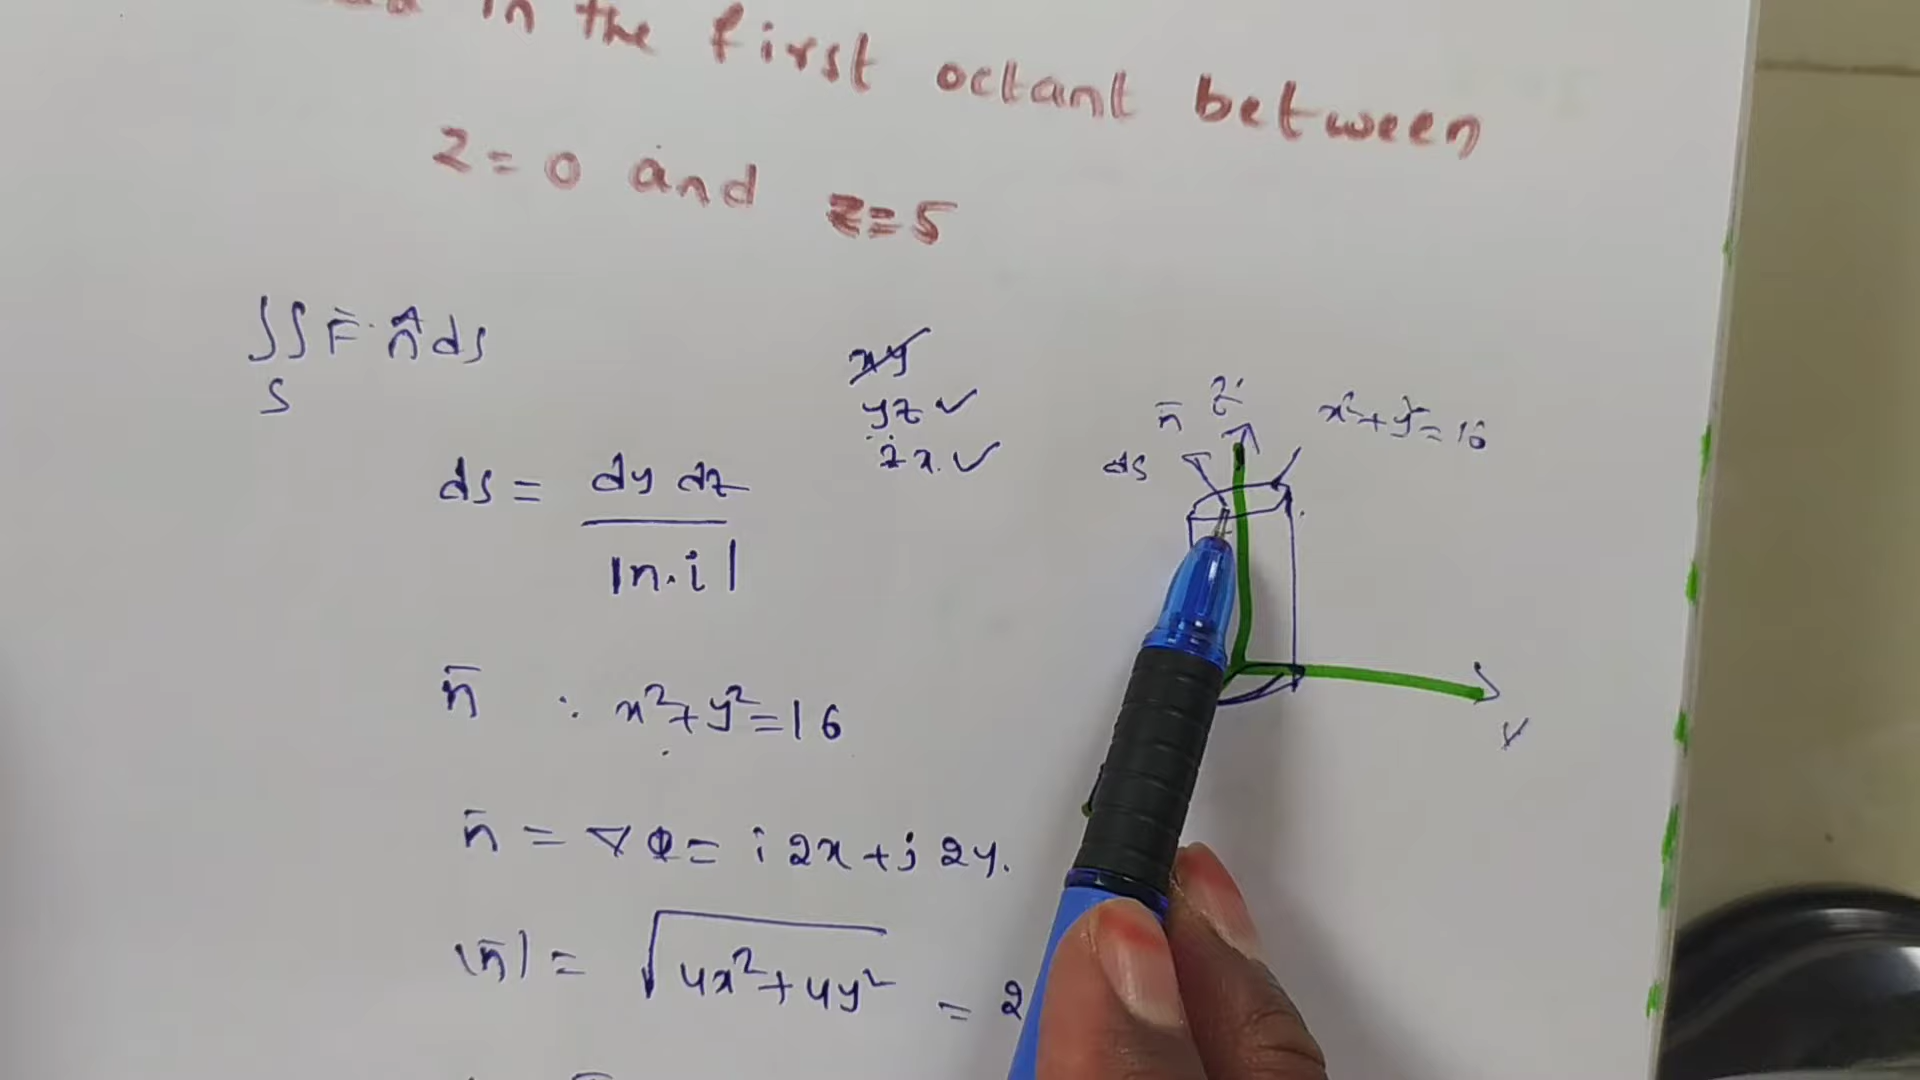 in the first octant between
z=0 and z=5
∫∫ F̄·n̂ ds
S
xy
yz ✓
zx ✓
ds = dy dz
|n.i|
n̄ z
ds
x²+y²=16
y
n̄ : x²+y²=16
n̄ = ∇Φ = i 2x + j 2y.
|n̄| = √4x²+4y² = 2